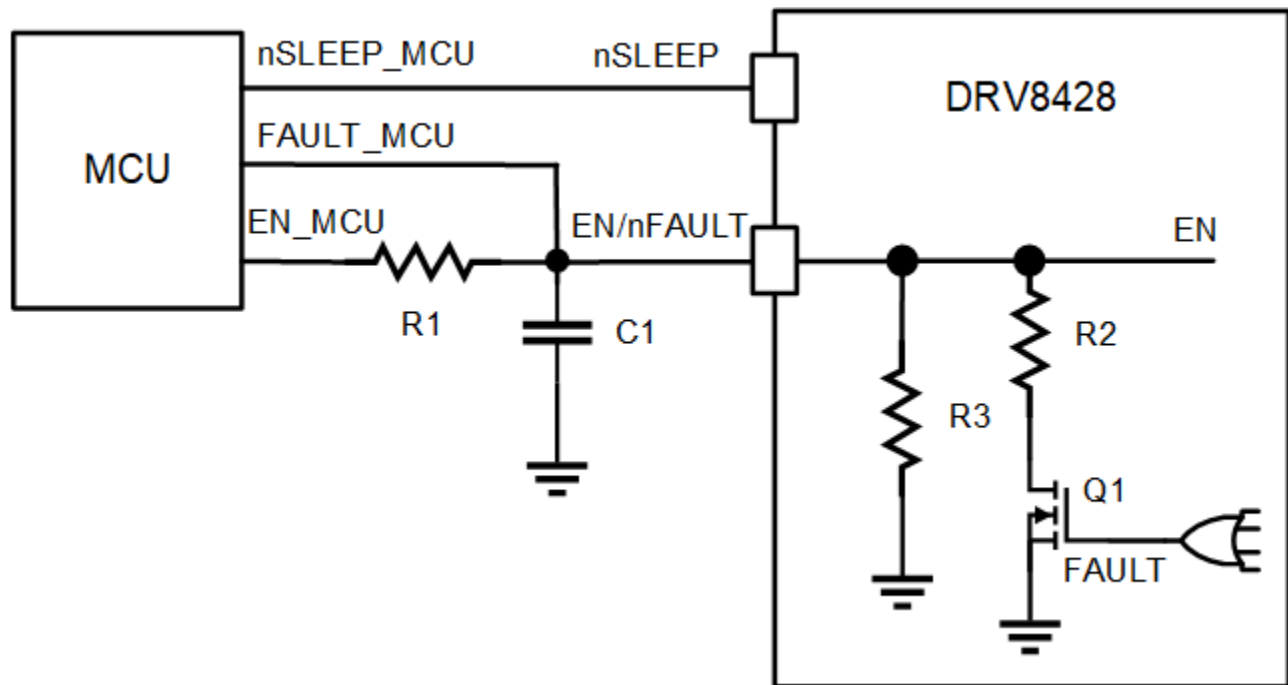 nSLEEP_MCU
nSLEEP
DRV8428
FAULT_MCU
MCU
EN_MCU
EN/nFAULT
EN
R1
C1
R2
R3
Q1
FAULT